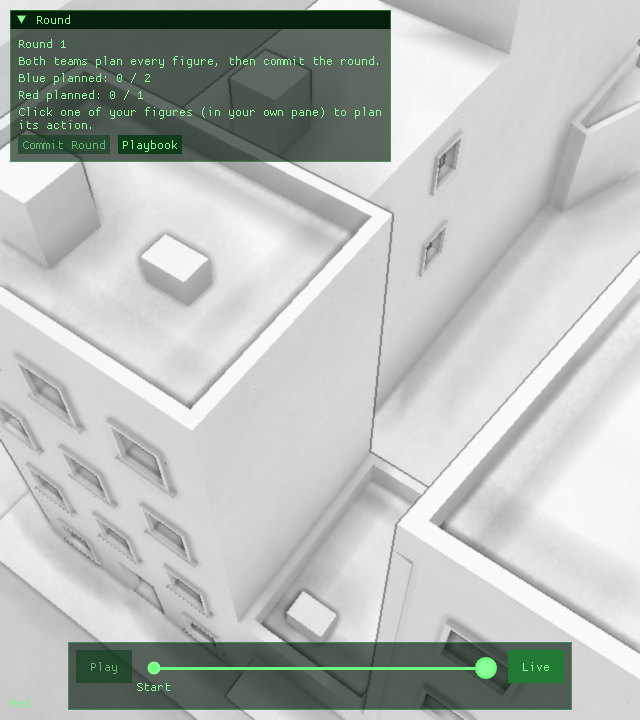 Round
Round 1
Both teams plan every figure, then commit the round.
Blue planned: 0 / 2
Red planned: 0 / 1
Click one of your figures (in your own pane) to plan
its action.
Commit Round
Playbook
Play
Start
Live